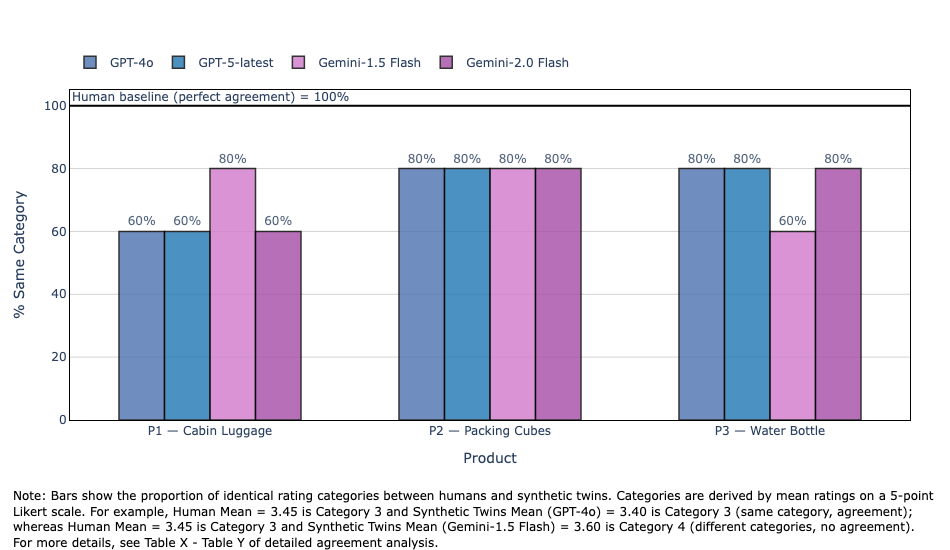 GPT-4o GPT-5-latest Gemini-1.5 Flash Gemini-2.0 Flash
Human baseline (perfect agreement) = 100%
100
80
60
40
20
0
% Same Category
60% 60% 80% 60%
80% 80% 80% 80%
80% 80% 60% 80%
P1 — Cabin Luggage P2 — Packing Cubes P3 — Water Bottle
Product
Note: Bars show the proportion of identical rating categories between humans and synthetic twins. Categories are derived by mean ratings on a 5-point
Likert scale. For example, Human Mean = 3.45 is Category 3 and Synthetic Twins Mean (GPT-4o) = 3.40 is Category 3 (same category, agreement);
whereas Human Mean = 3.45 is Category 3 and Synthetic Twins Mean (Gemini-1.5 Flash) = 3.60 is Category 4 (different categories, no agreement).
For more details, see Table X - Table Y of detailed agreement analysis.